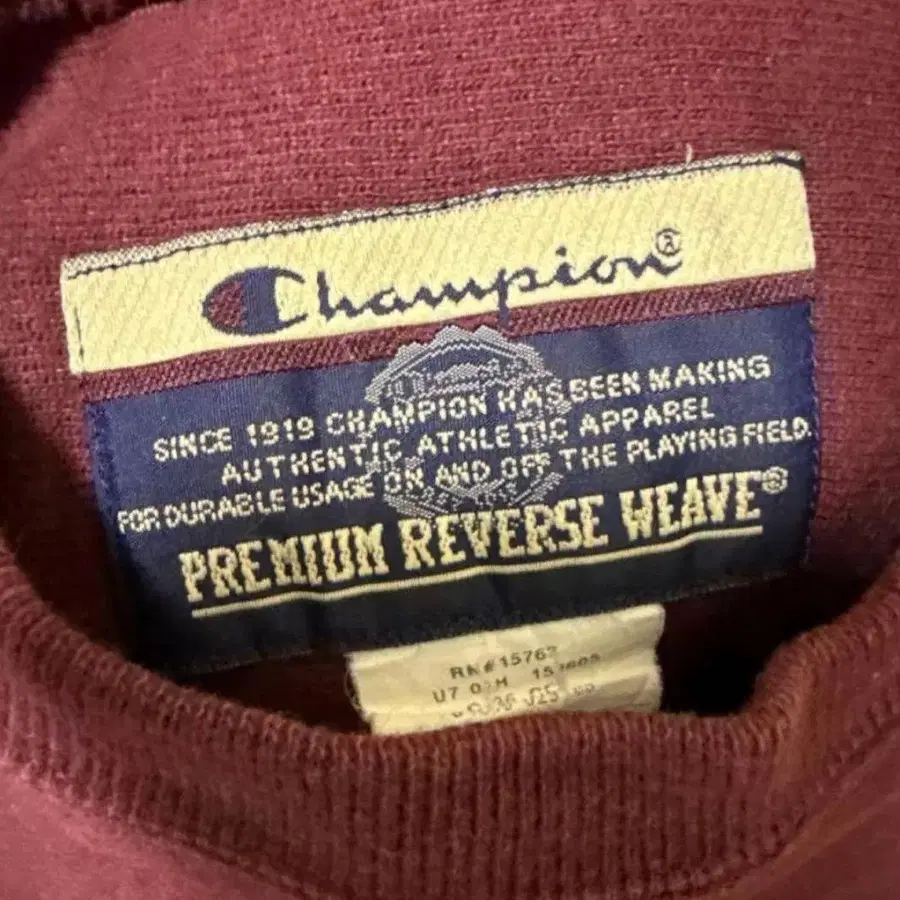 Champion®
SINCE 1919 CHAMPION HAS BEEN MAKING
AUTHENTIC ATHLETIC APPAREL
FOR DURABLE USAGE ON AND OFF THE PLAYING FIELD.
PREMIUM REVERSE WEAVE®
U7